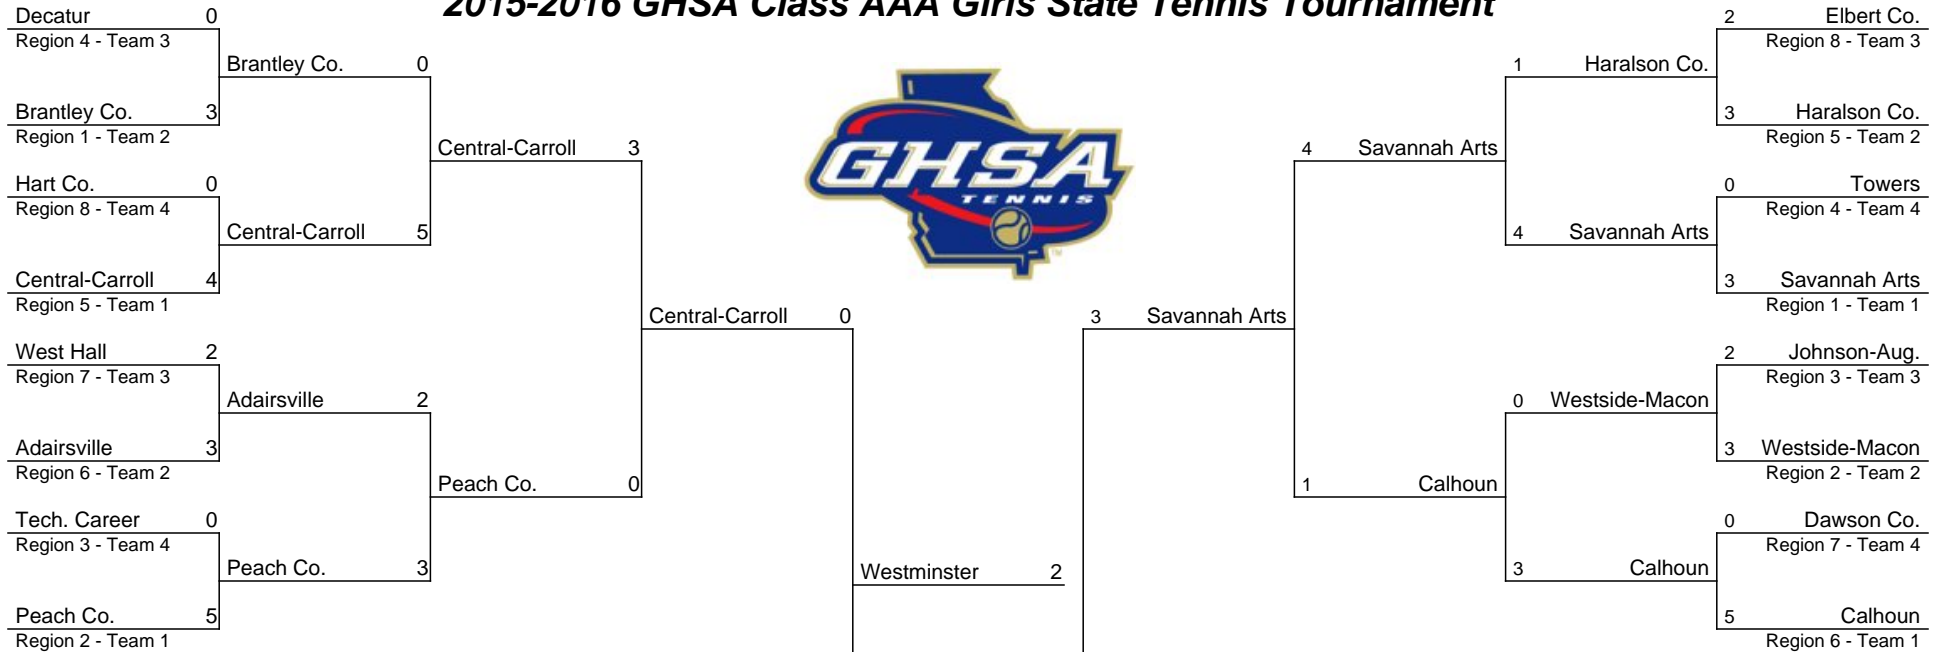 2015-2016 GHSA Class AAA Girls State Tennis Tournament
Decatur 0
Region 4 - Team 3
Brantley Co. 0
Brantley Co. 3
Region 1 - Team 2
Central-Carroll 3
Hart Co. 0
Region 8 - Team 4
Central-Carroll 5
Central-Carroll 4
Region 5 - Team 1
Central-Carroll 0
West Hall 2
Region 7 - Team 3
Adairsville 2
Adairsville 3
Region 6 - Team 2
Peach Co. 0
Tech. Career 0
Region 3 - Team 4
Peach Co. 3
Peach Co. 5
Region 2 - Team 1
GHSA
TENNIS
TM
Westminster 2
2 Elbert Co.
Region 8 - Team 3
1 Haralson Co.
3 Haralson Co.
Region 5 - Team 2
4 Savannah Arts
0 Towers
Region 4 - Team 4
4 Savannah Arts
3 Savannah Arts
Region 1 - Team 1
3 Savannah Arts
2 Johnson-Aug.
Region 3 - Team 3
0 Westside-Macon
3 Westside-Macon
Region 2 - Team 2
1 Calhoun
0 Dawson Co.
Region 7 - Team 4
3 Calhoun
5 Calhoun
Region 6 - Team 1